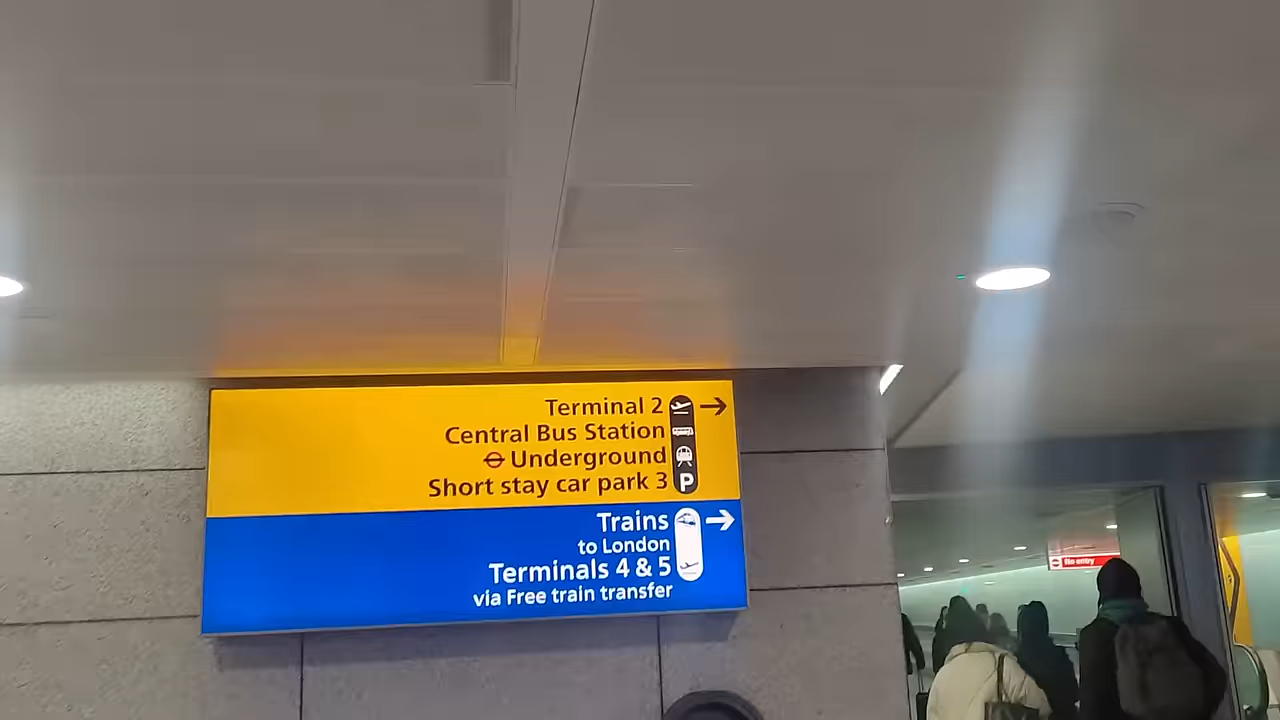 Terminal 2
Central Bus Station
Underground
Short stay car park 3
P
Trains
to London
Terminals 4 & 5
via Free train transfer
No entry